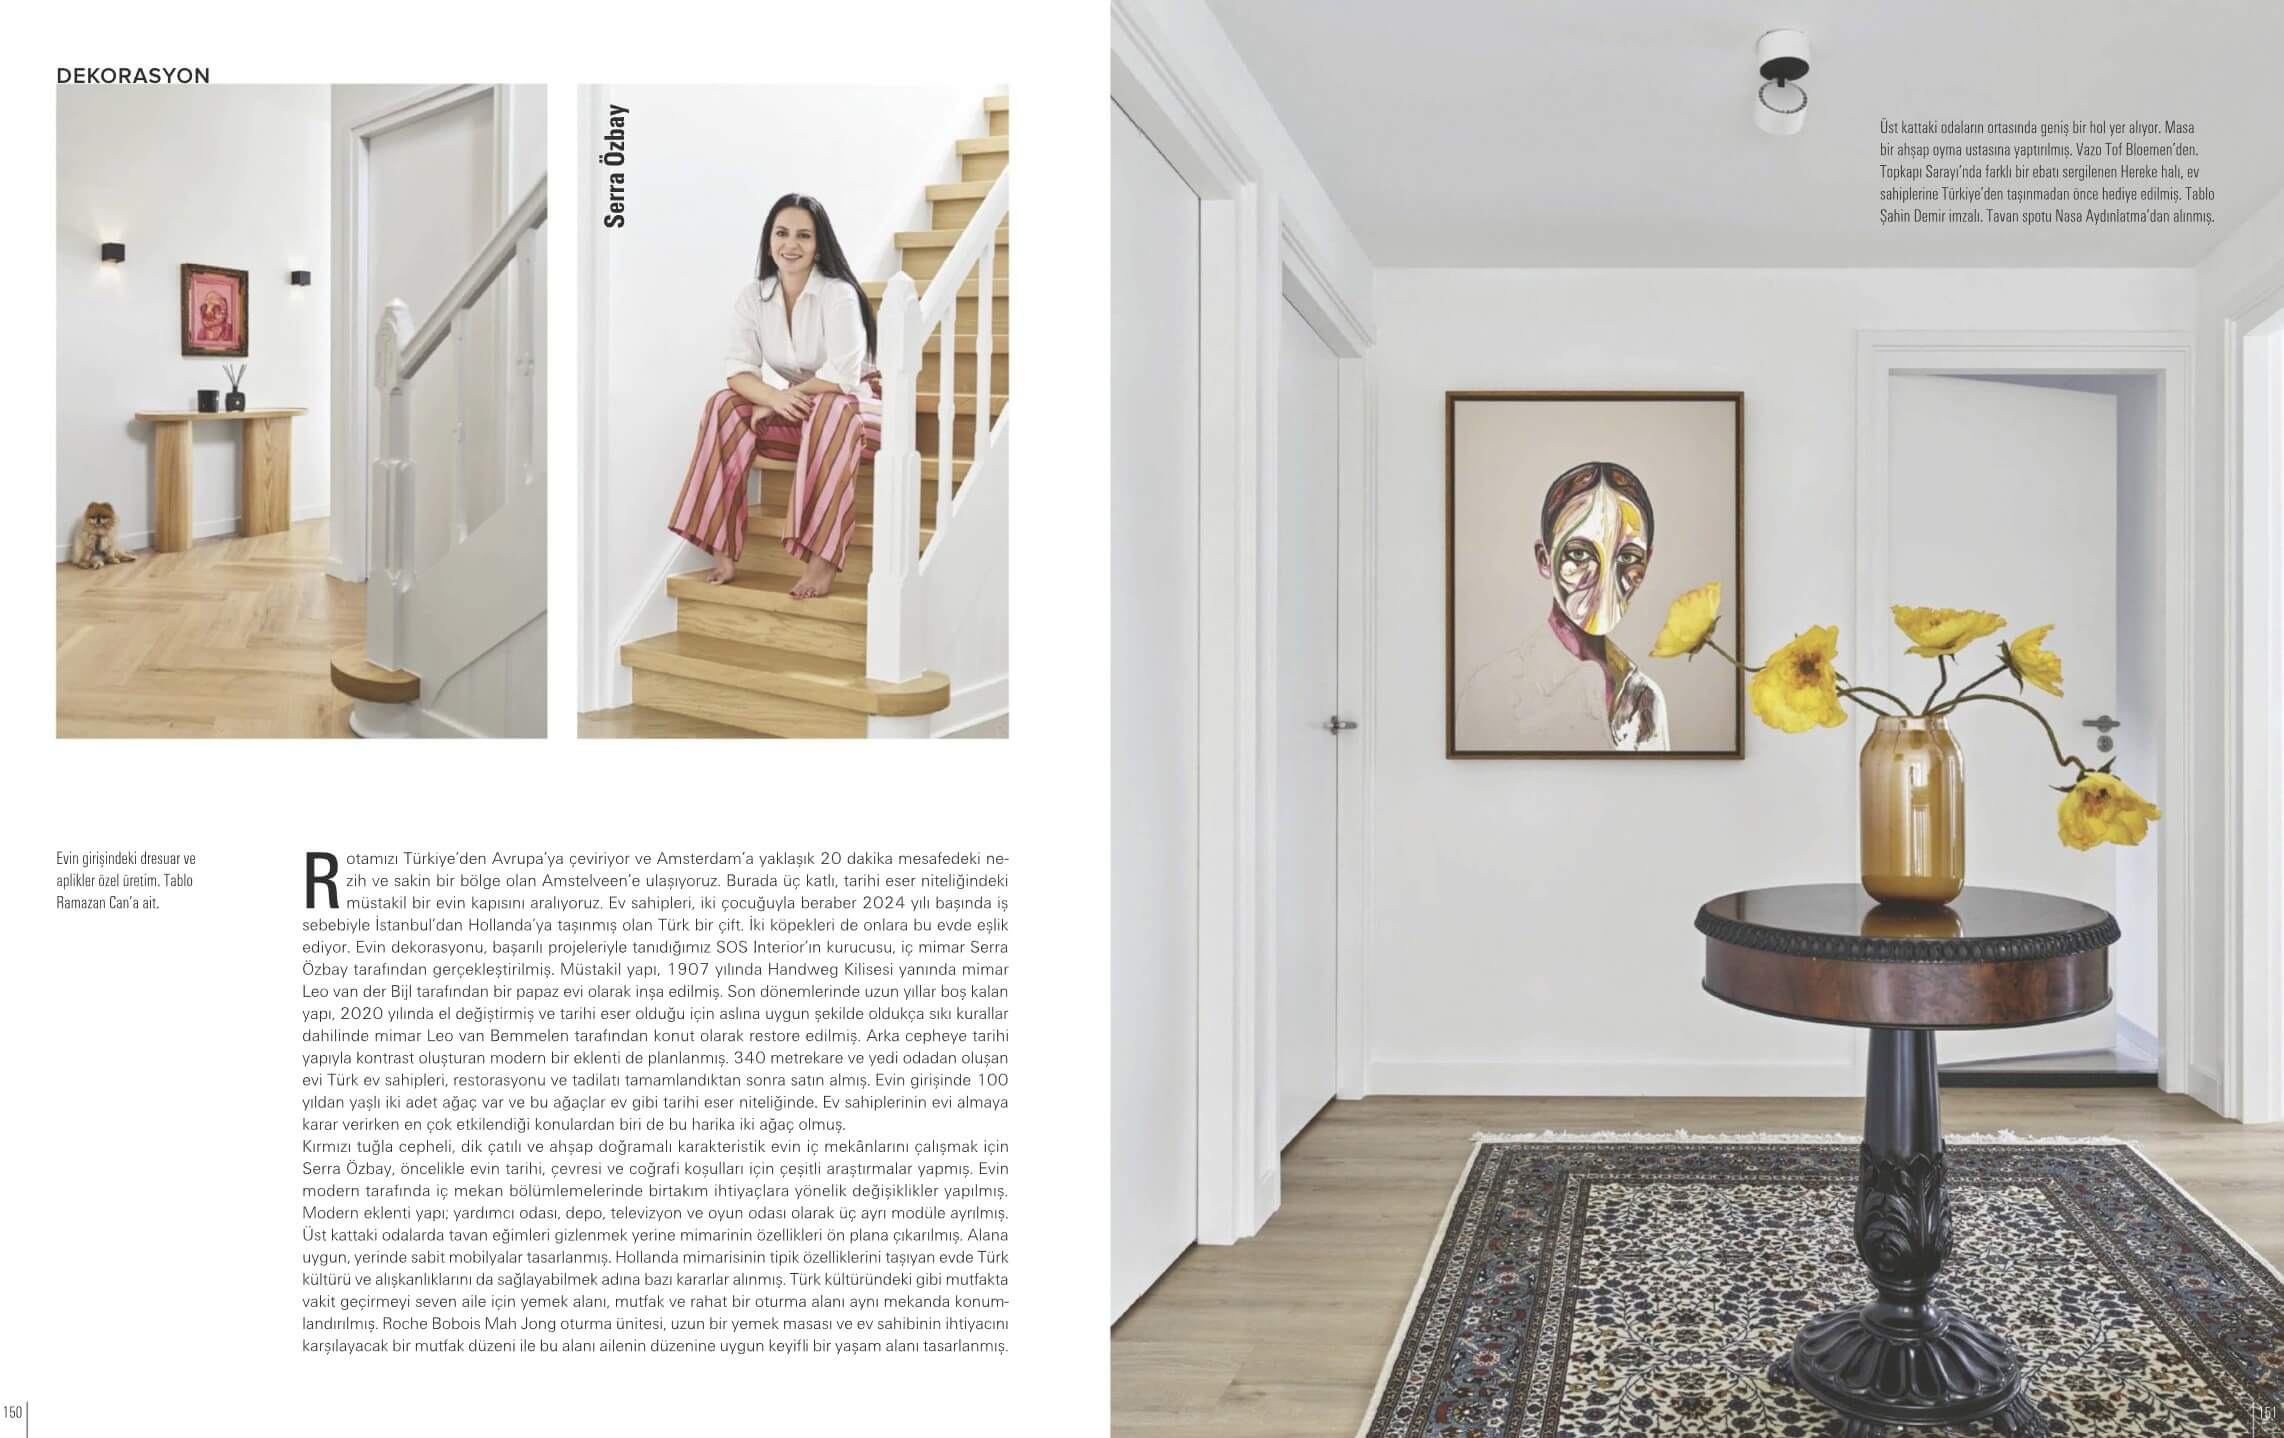 DEKORASYON
Serra Özbay
Üst kattaki odaların ortasında geniş bir hol yer alıyor. Masa
bir ahşap oyma ustasına yaptırılmış. Vazo Tof Bloemen’den.
Topkapı Sarayı’nda farklı bir ebatı sergilenen Hereke halı, ev
sahiplerine Türkiye’den taşınmadan önce hediye edilmiş. Tablo
Şahin Demir imzalı. Tavan spotu Nasa Aydınlatma’dan alınmış.
Evin girişindeki dresuar ve
aplikler özel üretim. Tablo
Ramazan Can’a ait.
Rotamızı Türkiye’den Avrupa’ya çeviriyor ve Amsterdam’a yaklaşık 20 dakika mesafedeki ne-
zih ve sakin bir bölge olan Amstelveen’e ulaşıyoruz. Burada üç katlı, tarihi eser niteliğindeki
müstakil bir evin kapısını aralıyoruz. Ev sahipleri, iki çocuğuyla beraber 2024 yılı başında iş
sebebiyle İstanbul’dan Hollanda’ya taşınmış olan Türk bir çift. İki köpekleri de onlara bu evde eşlik
ediyor. Evin dekorasyonu, başarılı projeleriyle tanıdığımız SOS Interior’ın kurucusu, iç mimar Serra
Özbay tarafından gerçekleştirilmiş. Müstakil yapı, 1907 yılında Handweg Kilisesi yanında mimar
Leo van der Bijl tarafından bir papaz evi olarak inşa edilmiş. Son dönemlerinde uzun yıllar boş kalan
yapı, 2020 yılında el değiştirmiş ve tarihi eser olduğu için aslına uygun şekilde oldukça sıkı kurallar
dahilinde mimar Leo van Bemmelen tarafından konut olarak restore edilmiş. Arka cepheye tarihi
yapıyla kontrast oluşturan modern bir eklenti de planlanmış. 340 metrekare ve yedi odadan oluşan
evi Türk ev sahipleri, restorasyonu ve tadilatı tamamlandıktan sonra satın almış. Evin girişinde 100
yıldan yaşlı iki adet ağaç var ve bu ağaçlar ev gibi tarihi eser niteliğinde. Ev sahiplerinin evi almaya
karar verirken en çok etkilendiği konulardan biri de bu harika iki ağaç olmuş.
Kırmızı tuğla cepheli, dik çatılı ve ahşap doğramalı karakteristik evin iç mekânlarını çalışmak için
Serra Özbay, öncelikle evin tarihi, çevresi ve coğrafi koşulları için çeşitli araştırmalar yapmış. Evin
modern tarafında iç mekan bölümlemelerinde birtakım ihtiyaçlara yönelik değişiklikler yapılmış.
Modern eklenti yapı; yardımcı odası, depo, televizyon ve oyun odası olarak üç ayrı modüle ayrılmış.
Üst kattaki odalarda tavan eğimleri gizlenmek yerine mimarinin özellikleri ön plana çıkarılmış. Alana
uygun, yerinde sabit mobilyalar tasarlanmış. Hollanda mimarisinin tipik özelliklerini taşıyan evde Türk
kültürü ve alışkanlıklarını da sağlayabilmek adına bazı kararlar alınmış. Türk kültüründeki gibi mutfakta
vakit geçirmeyi seven aile için yemek alanı, mutfak ve rahat bir oturma alanı aynı mekanda konum-
landırılmış. Roche Bobois Mah Jong oturma ünitesi, uzun bir yemek masası ve ev sahibinin ihtiyacını
karşılayacak bir mutfak düzeni ile bu alanı ailenin düzenine uygun keyifli bir yaşam alanı tasarlanmış.
150
151